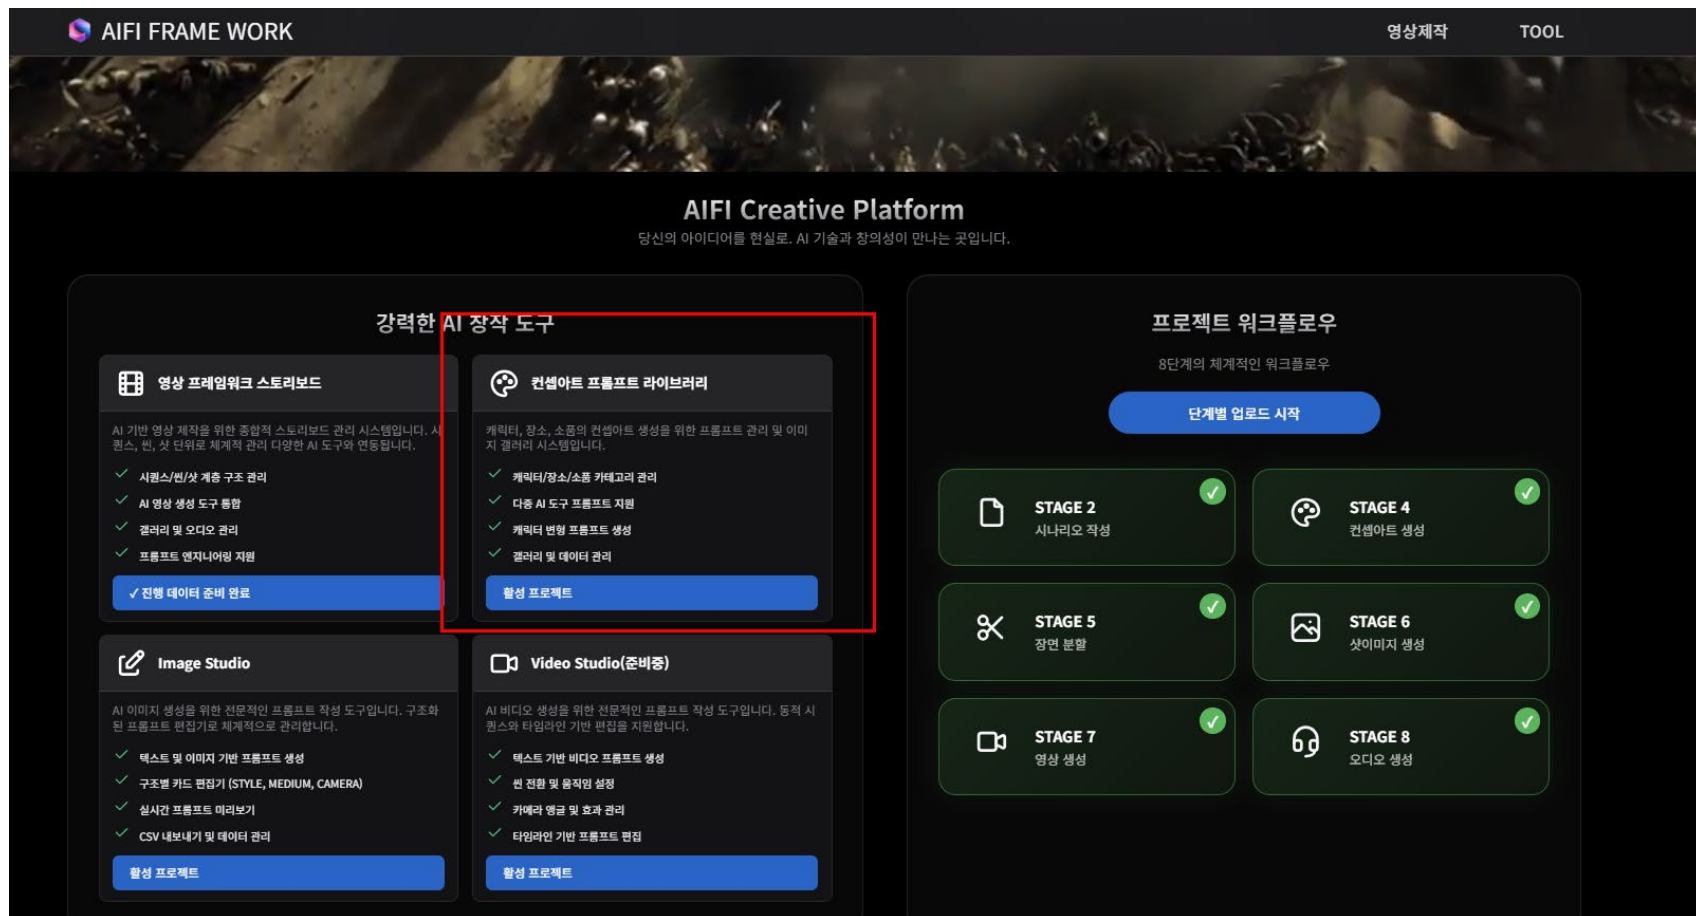 AIFI FRAME WORK
영상제작
TOOL
AIFI Creative Platform
당신의 아이디어를 현실로. AI 기술과 창의성이 만나는 곳입니다.
강력한 AI 창작 도구
영상 프레임워크 스토리보드
AI 기반 영상 제작을 위한 종합적 스토리보드 관리 시스템입니다. 시
퀀스, 씬, 샷 단위로 체계적 관리 다양한 AI 도구와 연동됩니다.
시퀀스/씬/샷 계층 구조 관리
AI 영상 생성 도구 통합
갤러리 및 오디오 관리
프롬프트 엔지니어링 지원
✓ 진행 데이터 준비 완료
컨셉아트 프롬프트 라이브러리
캐릭터, 장소, 소품의 컨셉아트 생성을 위한 프롬프트 관리 및 이미
지 갤러리 시스템입니다.
캐릭터/장소/소품 카테고리 관리
다중 AI 도구 프롬프트 지원
캐릭터 변형 프롬프트 생성
갤러리 및 데이터 관리
활성 프로젝트
Image Studio
AI 이미지 생성을 위한 전문적인 프롬프트 작성 도구입니다. 구조화
된 프롬프트 편집기로 체계적으로 관리합니다.
텍스트 및 이미지 기반 프롬프트 생성
구조별 카드 편집기 (STYLE, MEDIUM, CAMERA)
실시간 프롬프트 미리보기
CSV 내보내기 및 데이터 관리
활성 프로젝트
Video Studio(준비중)
AI 비디오 생성을 위한 전문적인 프롬프트 작성 도구입니다. 동적 시
퀀스와 타임라인 기반 편집을 지원합니다.
텍스트 기반 비디오 프롬프트 생성
씬 전환 및 움직임 설정
카메라 앵글 및 효과 관리
타임라인 기반 프롬프트 편집
활성 프로젝트
프로젝트 워크플로우
8단계의 체계적인 워크플로우
단계별 업로드 시작
STAGE 2
시나리오 작성
STAGE 4
컨셉아트 생성
STAGE 5
장면 분할
STAGE 6
샷이미지 생성
STAGE 7
영상 생성
STAGE 8
오디오 생성